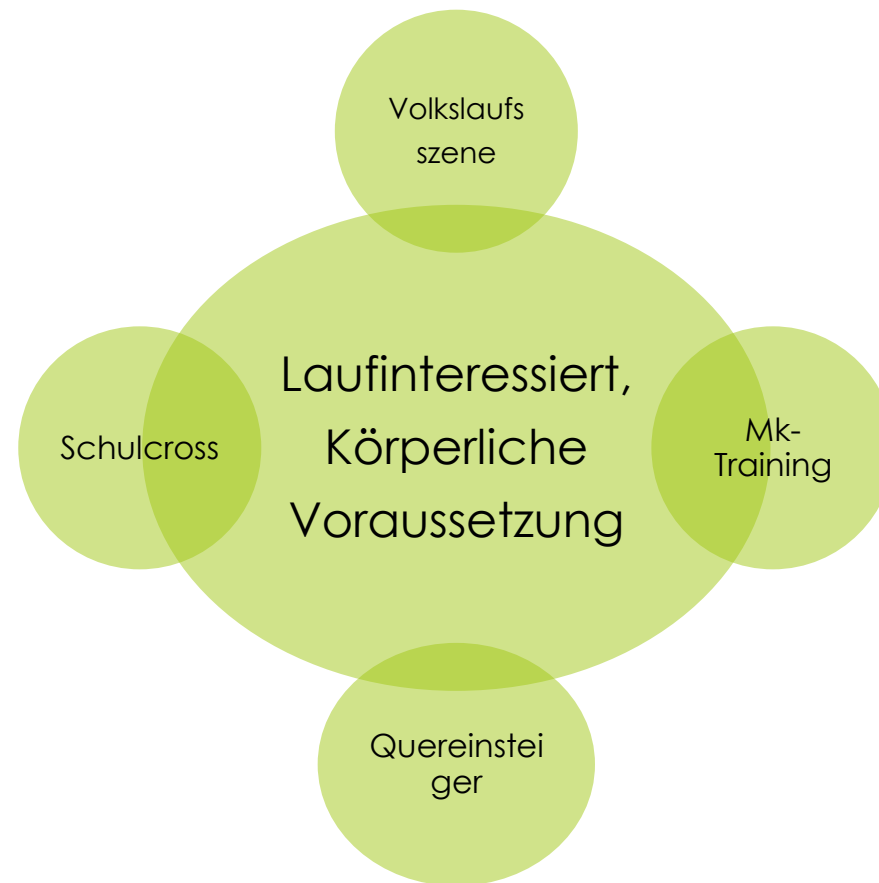 Volkslaufs
szene
Laufinteressiert,
Körperliche
Voraussetzung
Schulcross
Mk-
Training
Quereinstei
ger